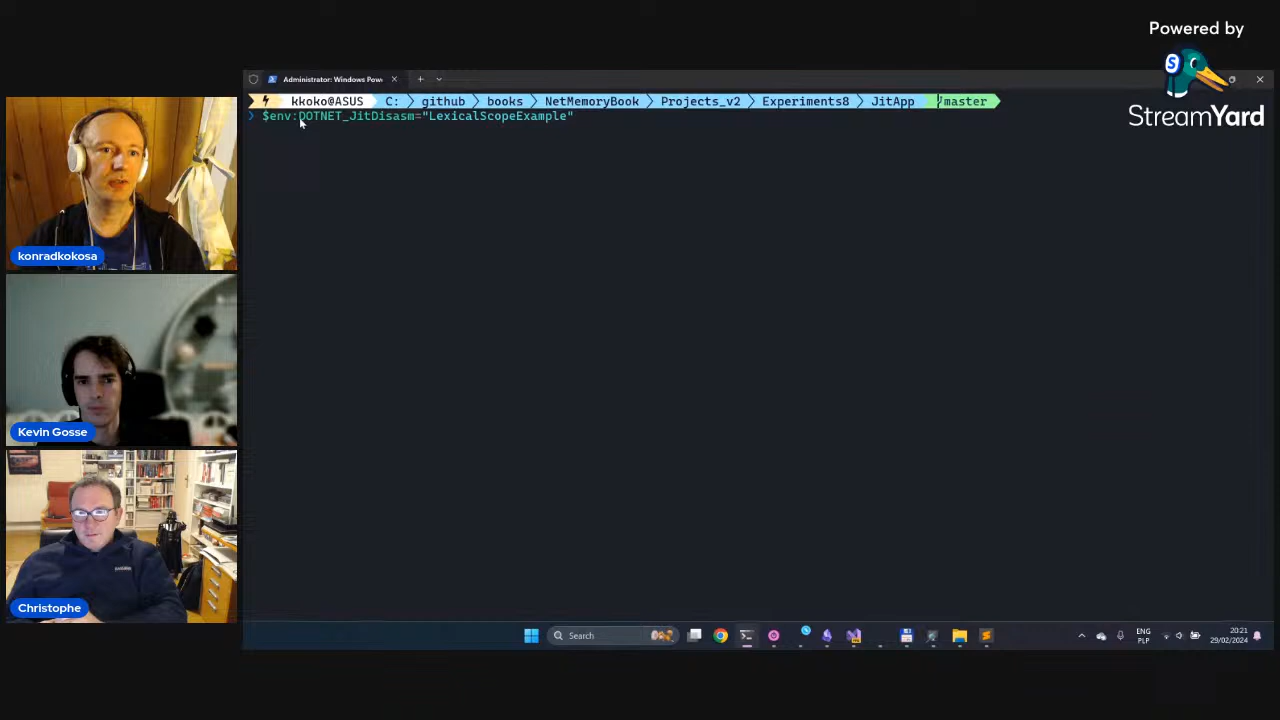 Powered by
StreamYard
Administrator: Windows Pow
kkoko@ASUS C: github books NetMemoryBook Projects_v2 Experiments8 JitApp master
$env:DOTNET_JitDisasm="LexicalScopeExample"
konradkokosa
Kevin Gosse
Christophe
Search
ENG
PLP
20:21
29/02/2024